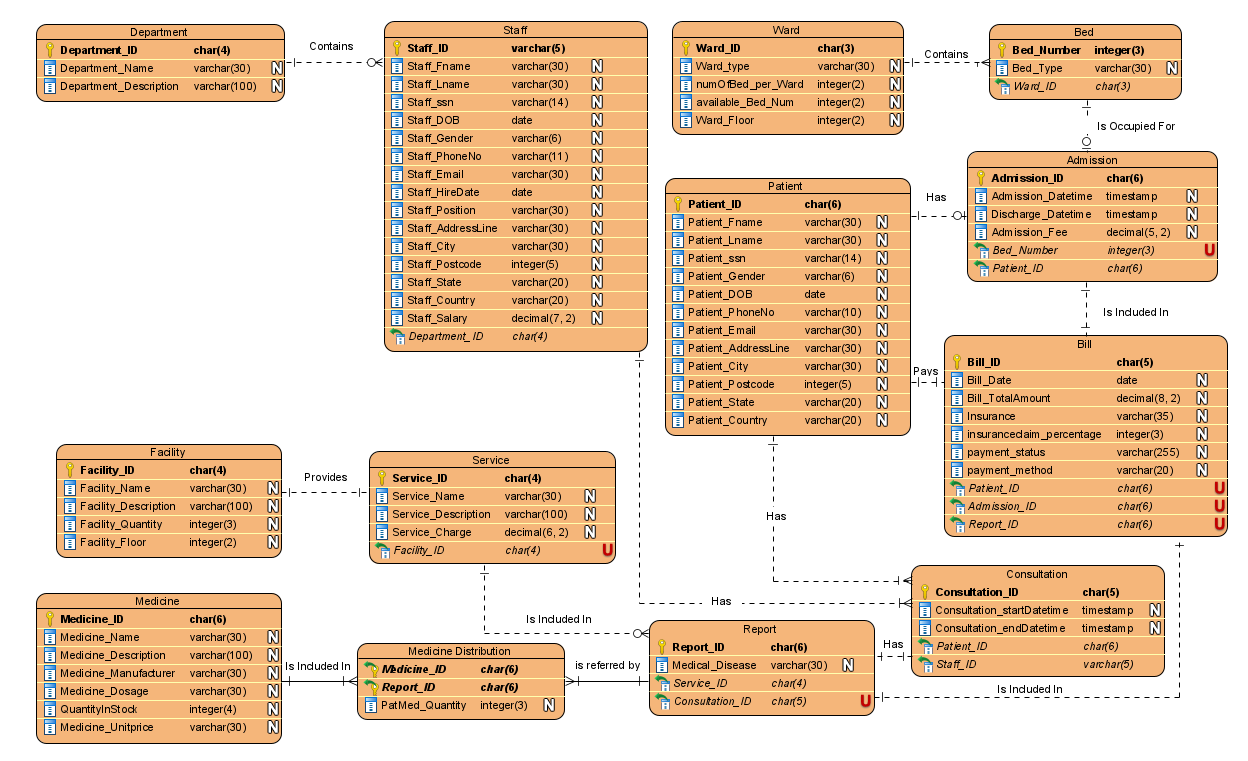 Department
Department_ID char(4)
Department_Name varchar(30) N
Department_Description varchar(100) N
Contains
Staff
Staff_ID varchar(5)
Staff_Fname varchar(30) N
Staff_Lname varchar(30) N
Staff_ssn varchar(14) N
Staff_DOB date N
Staff_Gender varchar(6) N
Staff_PhoneNo varchar(11) N
Staff_Email varchar(30) N
Staff_HireDate date N
Staff_Position varchar(30) N
Staff_AddressLine varchar(30) N
Staff_City varchar(30) N
Staff_Postcode integer(5) N
Staff_State varchar(20) N
Staff_Country varchar(20) N
Staff_Salary decimal(7, 2) N
Department_ID char(4)
Ward
Ward_ID char(3)
Ward_type varchar(30) N
numOfBed_per_Ward integer(2) N
available_Bed_Num integer(2) N
Ward_Floor integer(2) N
Contains
Bed
Bed_Number integer(3)
Bed_Type varchar(30) N
Ward_ID char(3)
Is Occupied For
Patient
Patient_ID char(6)
Patient_Fname varchar(30) N
Patient_Lname varchar(30) N
Patient_ssn varchar(14) N
Patient_Gender varchar(6) N
Patient_DOB date N
Patient_PhoneNo varchar(10) N
Patient_Email varchar(30) N
Patient_AddressLine varchar(30) N
Patient_City varchar(30) N
Patient_Postcode integer(5) N
Patient_State varchar(20) N
Patient_Country varchar(20) N
Has
Admission
Admission_ID char(6)
Admission_Datetime timestamp N
Discharge_Datetime timestamp N
Admission_Fee decimal(5, 2) N
Bed_Number integer(3) U
Patient_ID char(6)
Is Included In
Pays
Bill
Bill_ID char(5)
Bill_Date date N
Bill_TotalAmount decimal(8, 2) N
Insurance varchar(35) N
insuranceclaim_percentage integer(3) N
payment_status varchar(255) N
payment_method varchar(20) N
Patient_ID char(6) U
Admission_ID char(6) U
Report_ID char(6) U
Facility
Facility_ID char(4)
Facility_Name varchar(30) N
Facility_Description varchar(100) N
Facility_Quantity integer(3) N
Facility_Floor integer(2) N
Provides
Service
Service_ID char(4)
Service_Name varchar(30) N
Service_Description varchar(100) N
Service_Charge decimal(6, 2) N
Facility_ID char(4) U
Has
Has
Is Included In
Consultation
Consultation_ID char(5)
Consultation_startDatetime timestamp N
Consultation_endDatetime timestamp N
Patient_ID char(6)
Staff_ID varchar(5)
Medicine
Medicine_ID char(6)
Medicine_Name varchar(30) N
Medicine_Description varchar(100) N
Medicine_Manufacturer varchar(30) N
Medicine_Dosage varchar(30) N
QuantityInStock integer(4) N
Medicine_Unitprice varchar(30) N
Is Included In
Medicine Distribution
Medicine_ID char(6)
Report_ID char(6)
PatMed_Quantity integer(3) N
is referred by
Report
Report_ID char(6)
Medical_Disease varchar(30) N
Service_ID char(4)
Consultation_ID char(5) U
Has
Is Included In